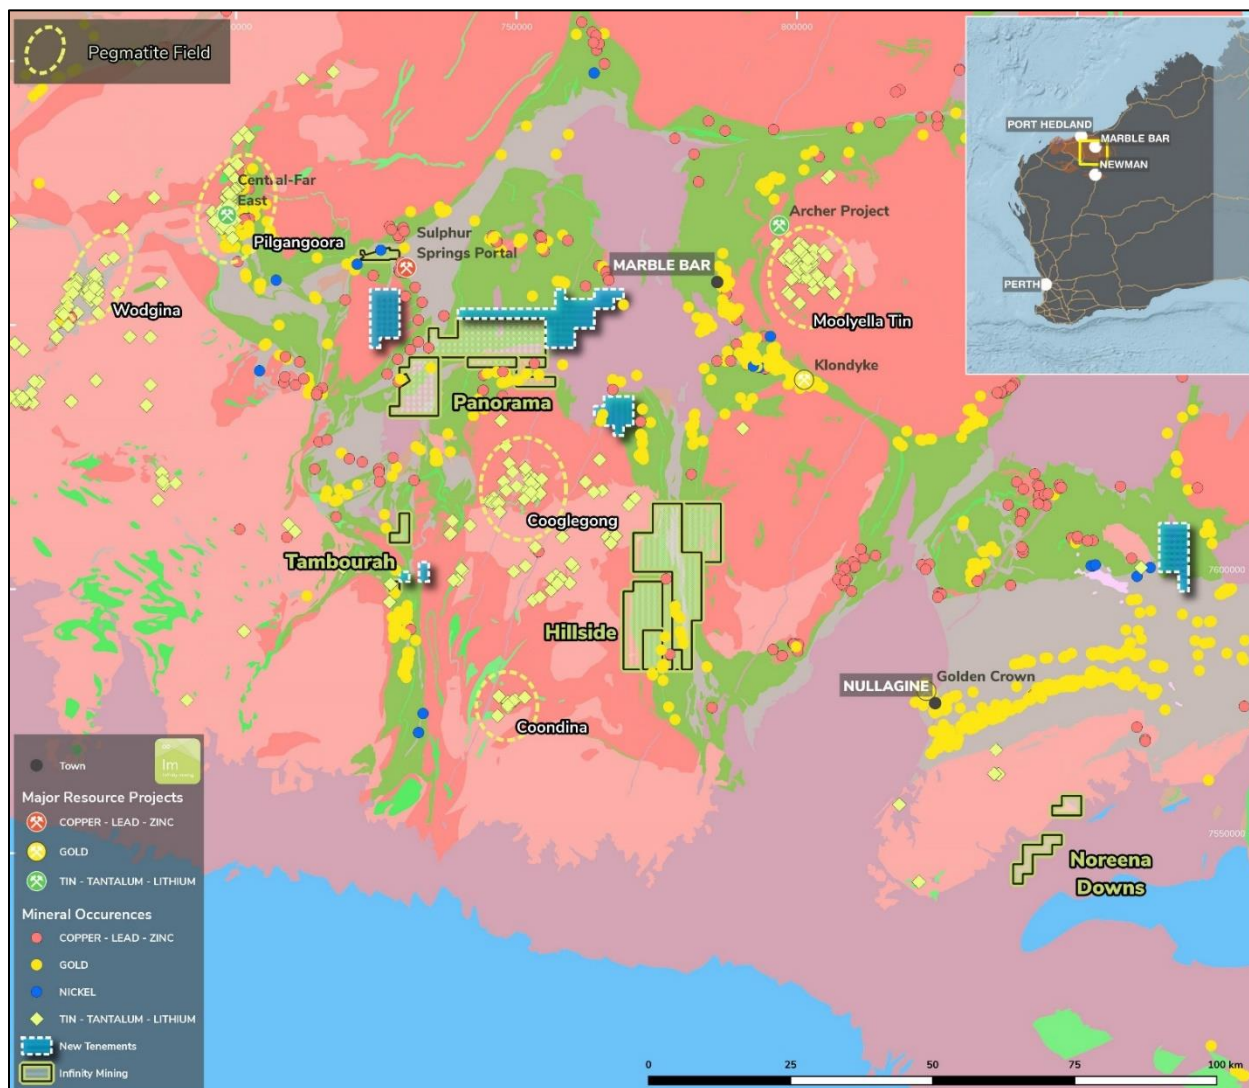 750000
800000
Pegmatite Field
PORT HEDLAND
MARBLE BAR
NEWMAN
PERTH
Central-Far
East
Pilgangoora
Sulphur
Springs Portal
Archer Project
MARBLE BAR
Wodgina
Moolyella Tin
Klondyke
Panorama
Cooglegong
Tambourah
7600000
Hillside
Golden Crown
NULLAGINE
Coondina
7550000
Noreena
Downs
Im
Town
Major Resource Projects
COPPER - LEAD - ZINC
GOLD
TIN - TANTALUM - LITHIUM
Mineral Occurences
COPPER - LEAD - ZINC
GOLD
NICKEL
TIN - TANTALUM - LITHIUM
New Tenements
Infinity Mining
0 25 50 75 100 km